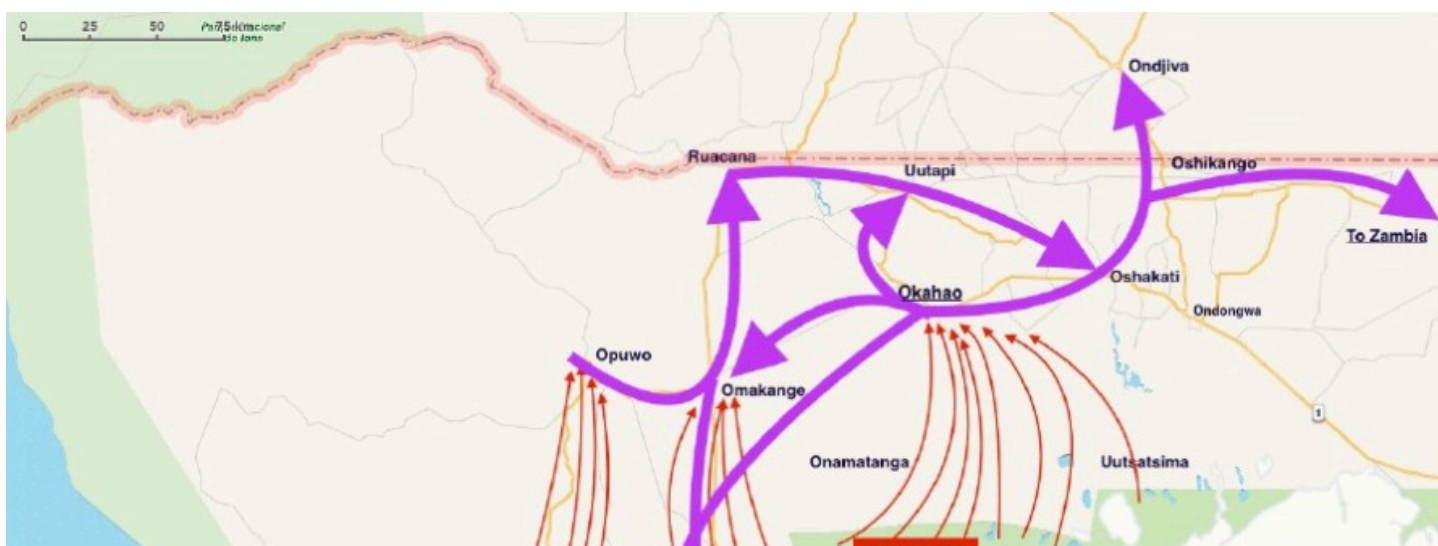 0 25 50
Ondjiva
Ruacana
Oshikango
Uutapi
To Zambia
Oshakati
Okahao
Ondongwa
Opuwo
Omakange
1
Onamatanga
Uutsatsima